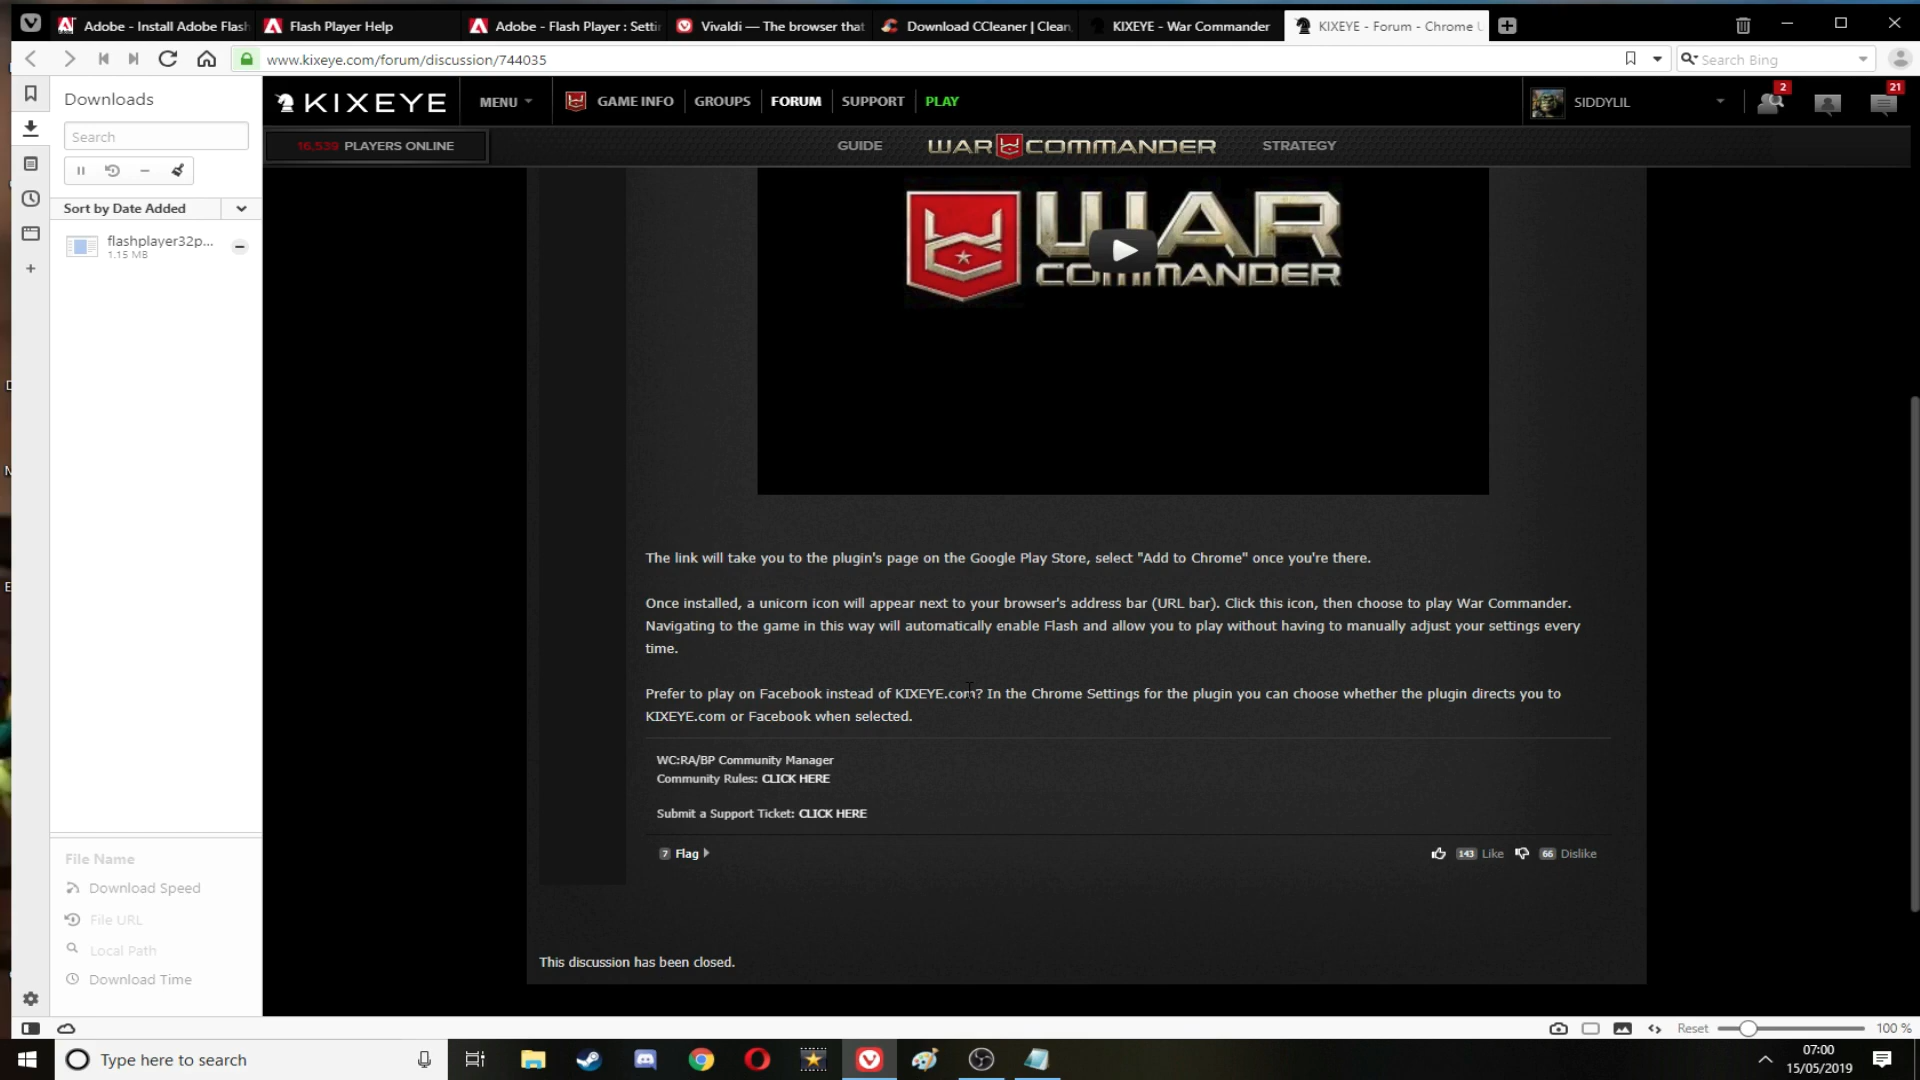 Adobe - Install Adobe Flash
Flash Player Help
Adobe - Flash Player : Setti
Vivaldi — The browser that
Download CCleaner | Clean
KIXEYE - War Commander
KIXEYE - Forum - Chrome U
www.kixeye.com/forum/discussion/744035
Search Bing
Downloads
KIXEYE
MENU
GAME INFO
GROUPS
FORUM
SUPPORT
PLAY
SIDDYLIL
2
21
Search
16,539 PLAYERS ONLINE
GUIDE
WAR COMMANDER
STRATEGY
Sort by Date Added
flashplayer32p...
1.15 MB
WAR
COMMANDER
The link will take you to the plugin's page on the Google Play Store, select "Add to Chrome" once you're there.
Once installed, a unicorn icon will appear next to your browser's address bar (URL bar). Click this icon, then choose to play War Commander.
Navigating to the game in this way will automatically enable Flash and allow you to play without having to manually adjust your settings every
time.
Prefer to play on Facebook instead of KIXEYE.com? In the Chrome Settings for the plugin you can choose whether the plugin directs you to
KIXEYE.com or Facebook when selected.
WC:RA/BP Community Manager
Community Rules: CLICK HERE
Submit a Support Ticket: CLICK HERE
7 Flag
143 Like
66 Dislike
This discussion has been closed.
File Name
Download Speed
File URL
Local Path
Download Time
Reset
100 %
Type here to search
07:00
15/05/2019